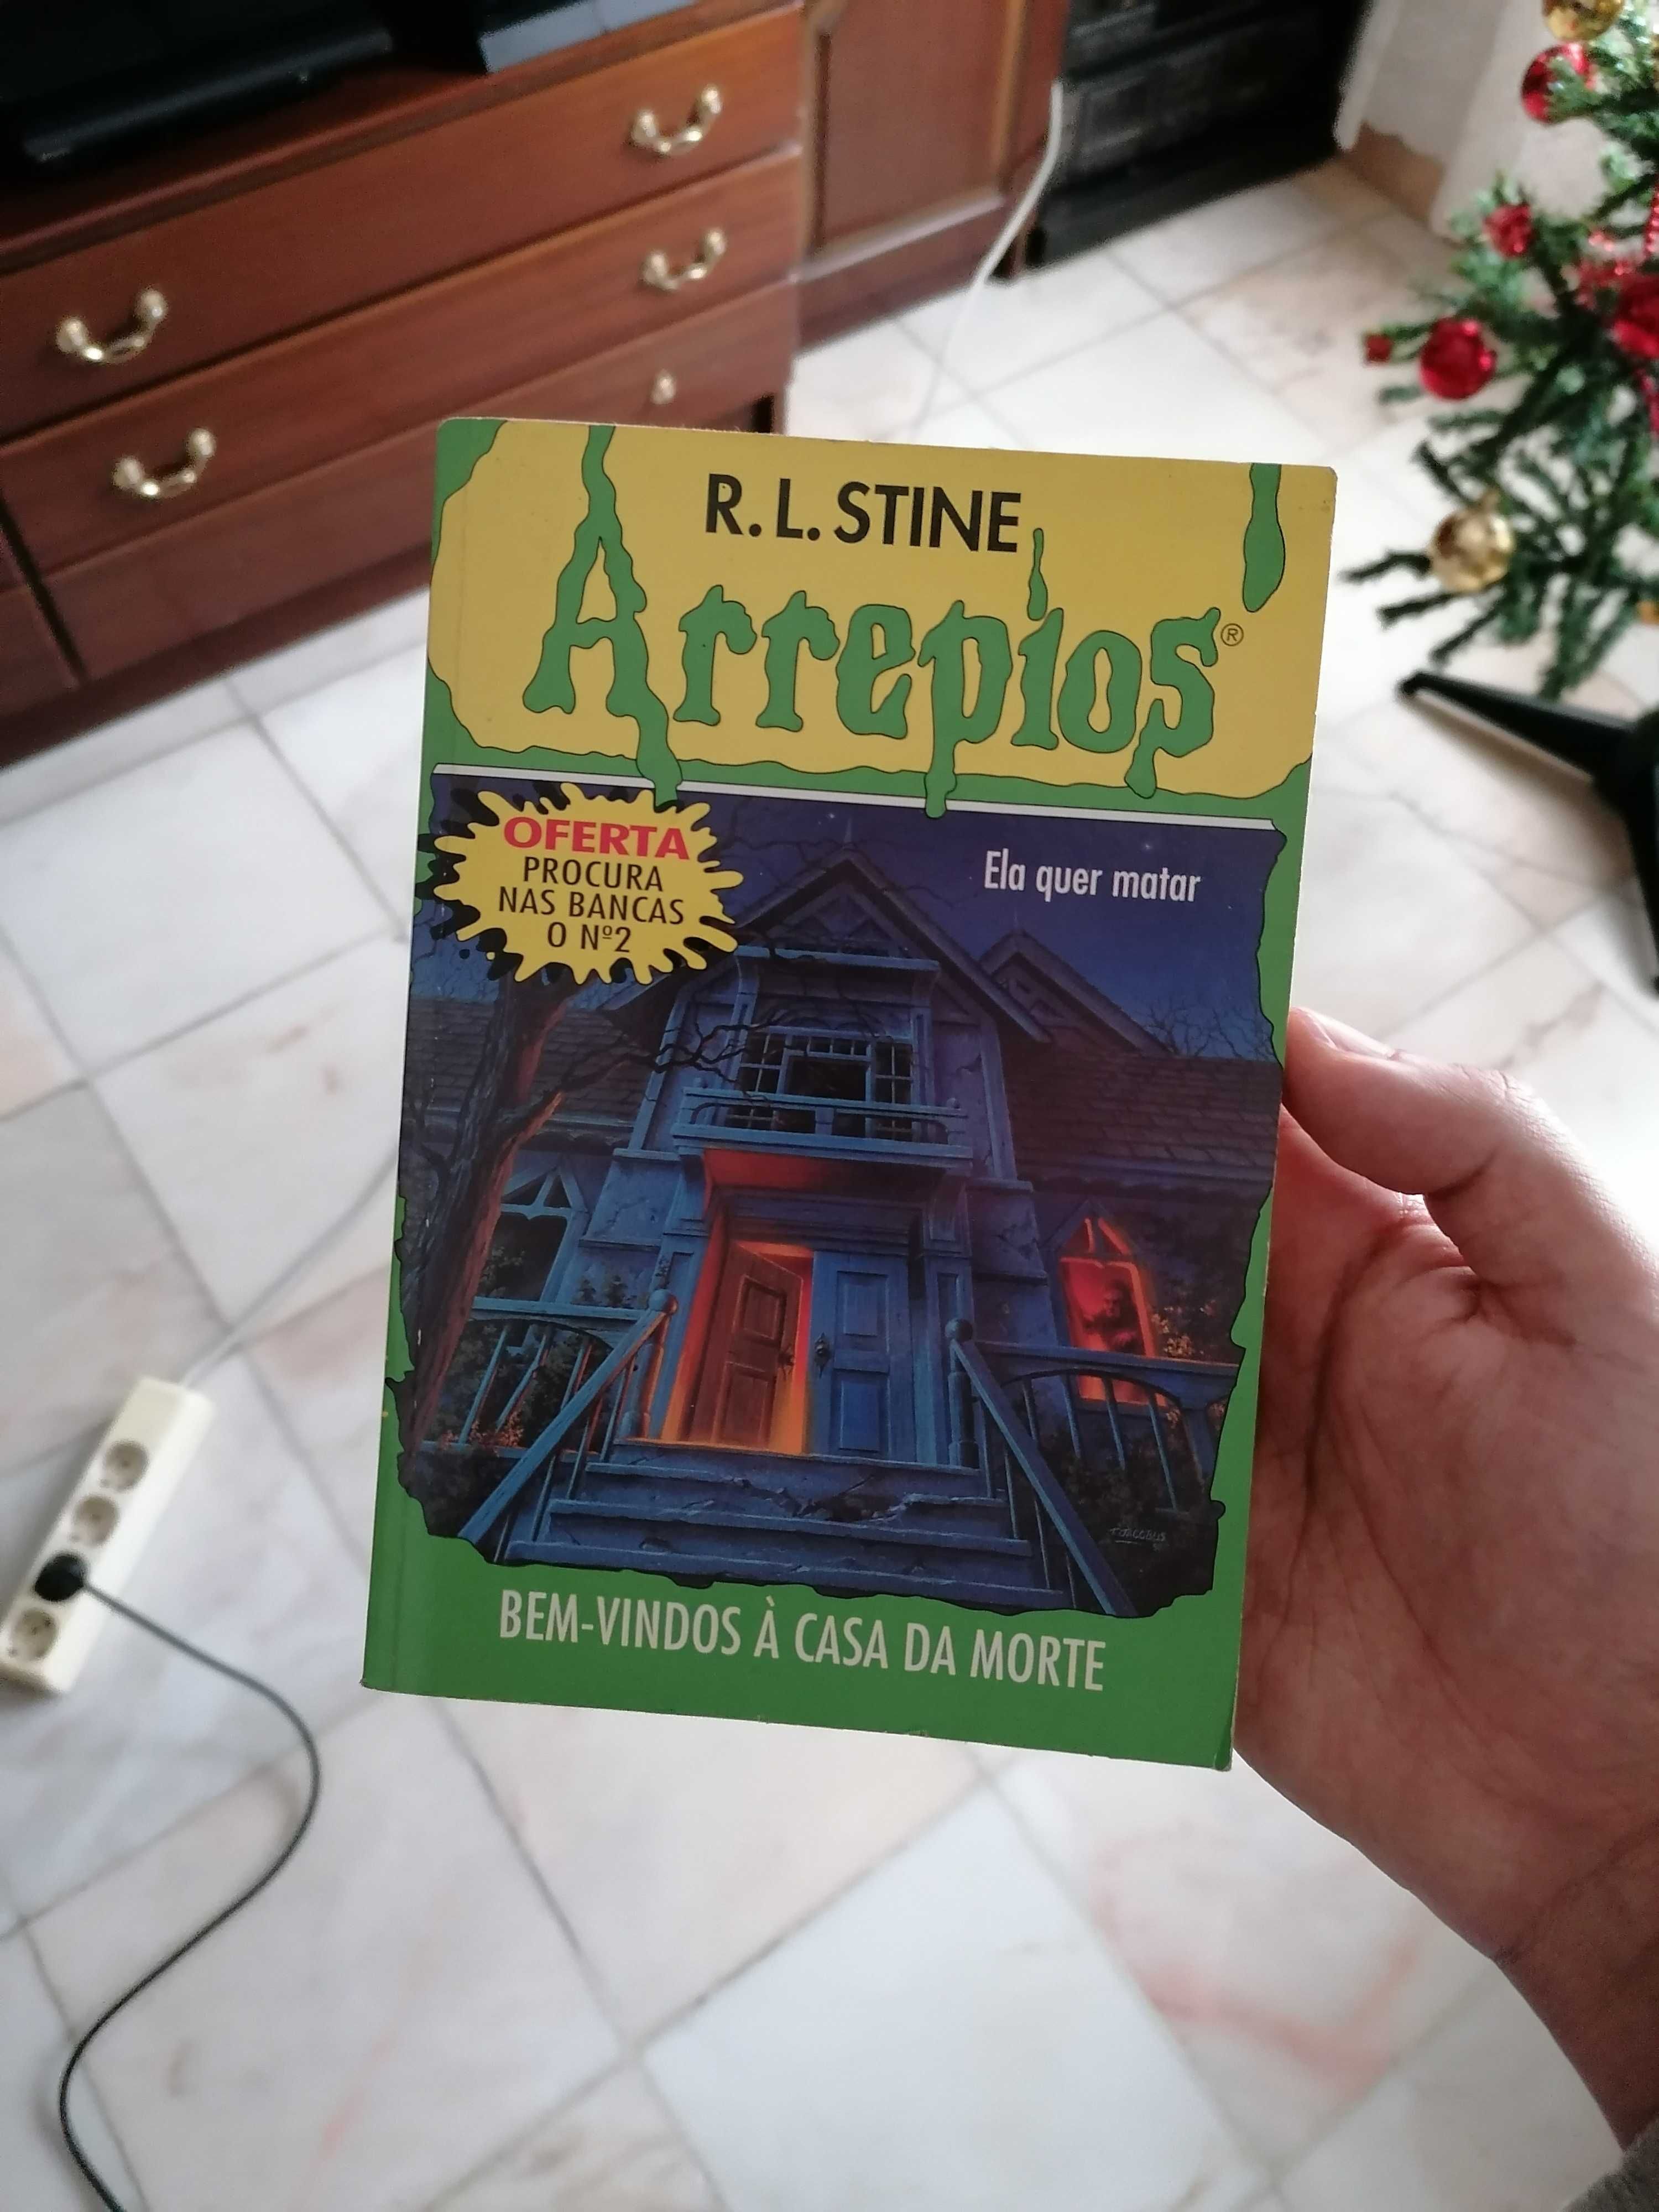 R. L. STINE
Arrepios®
OFERTA
PROCURA
NAS BANCAS
O Nº2
Ela quer matar
BEM-VINDOS À CASA DA MORTE